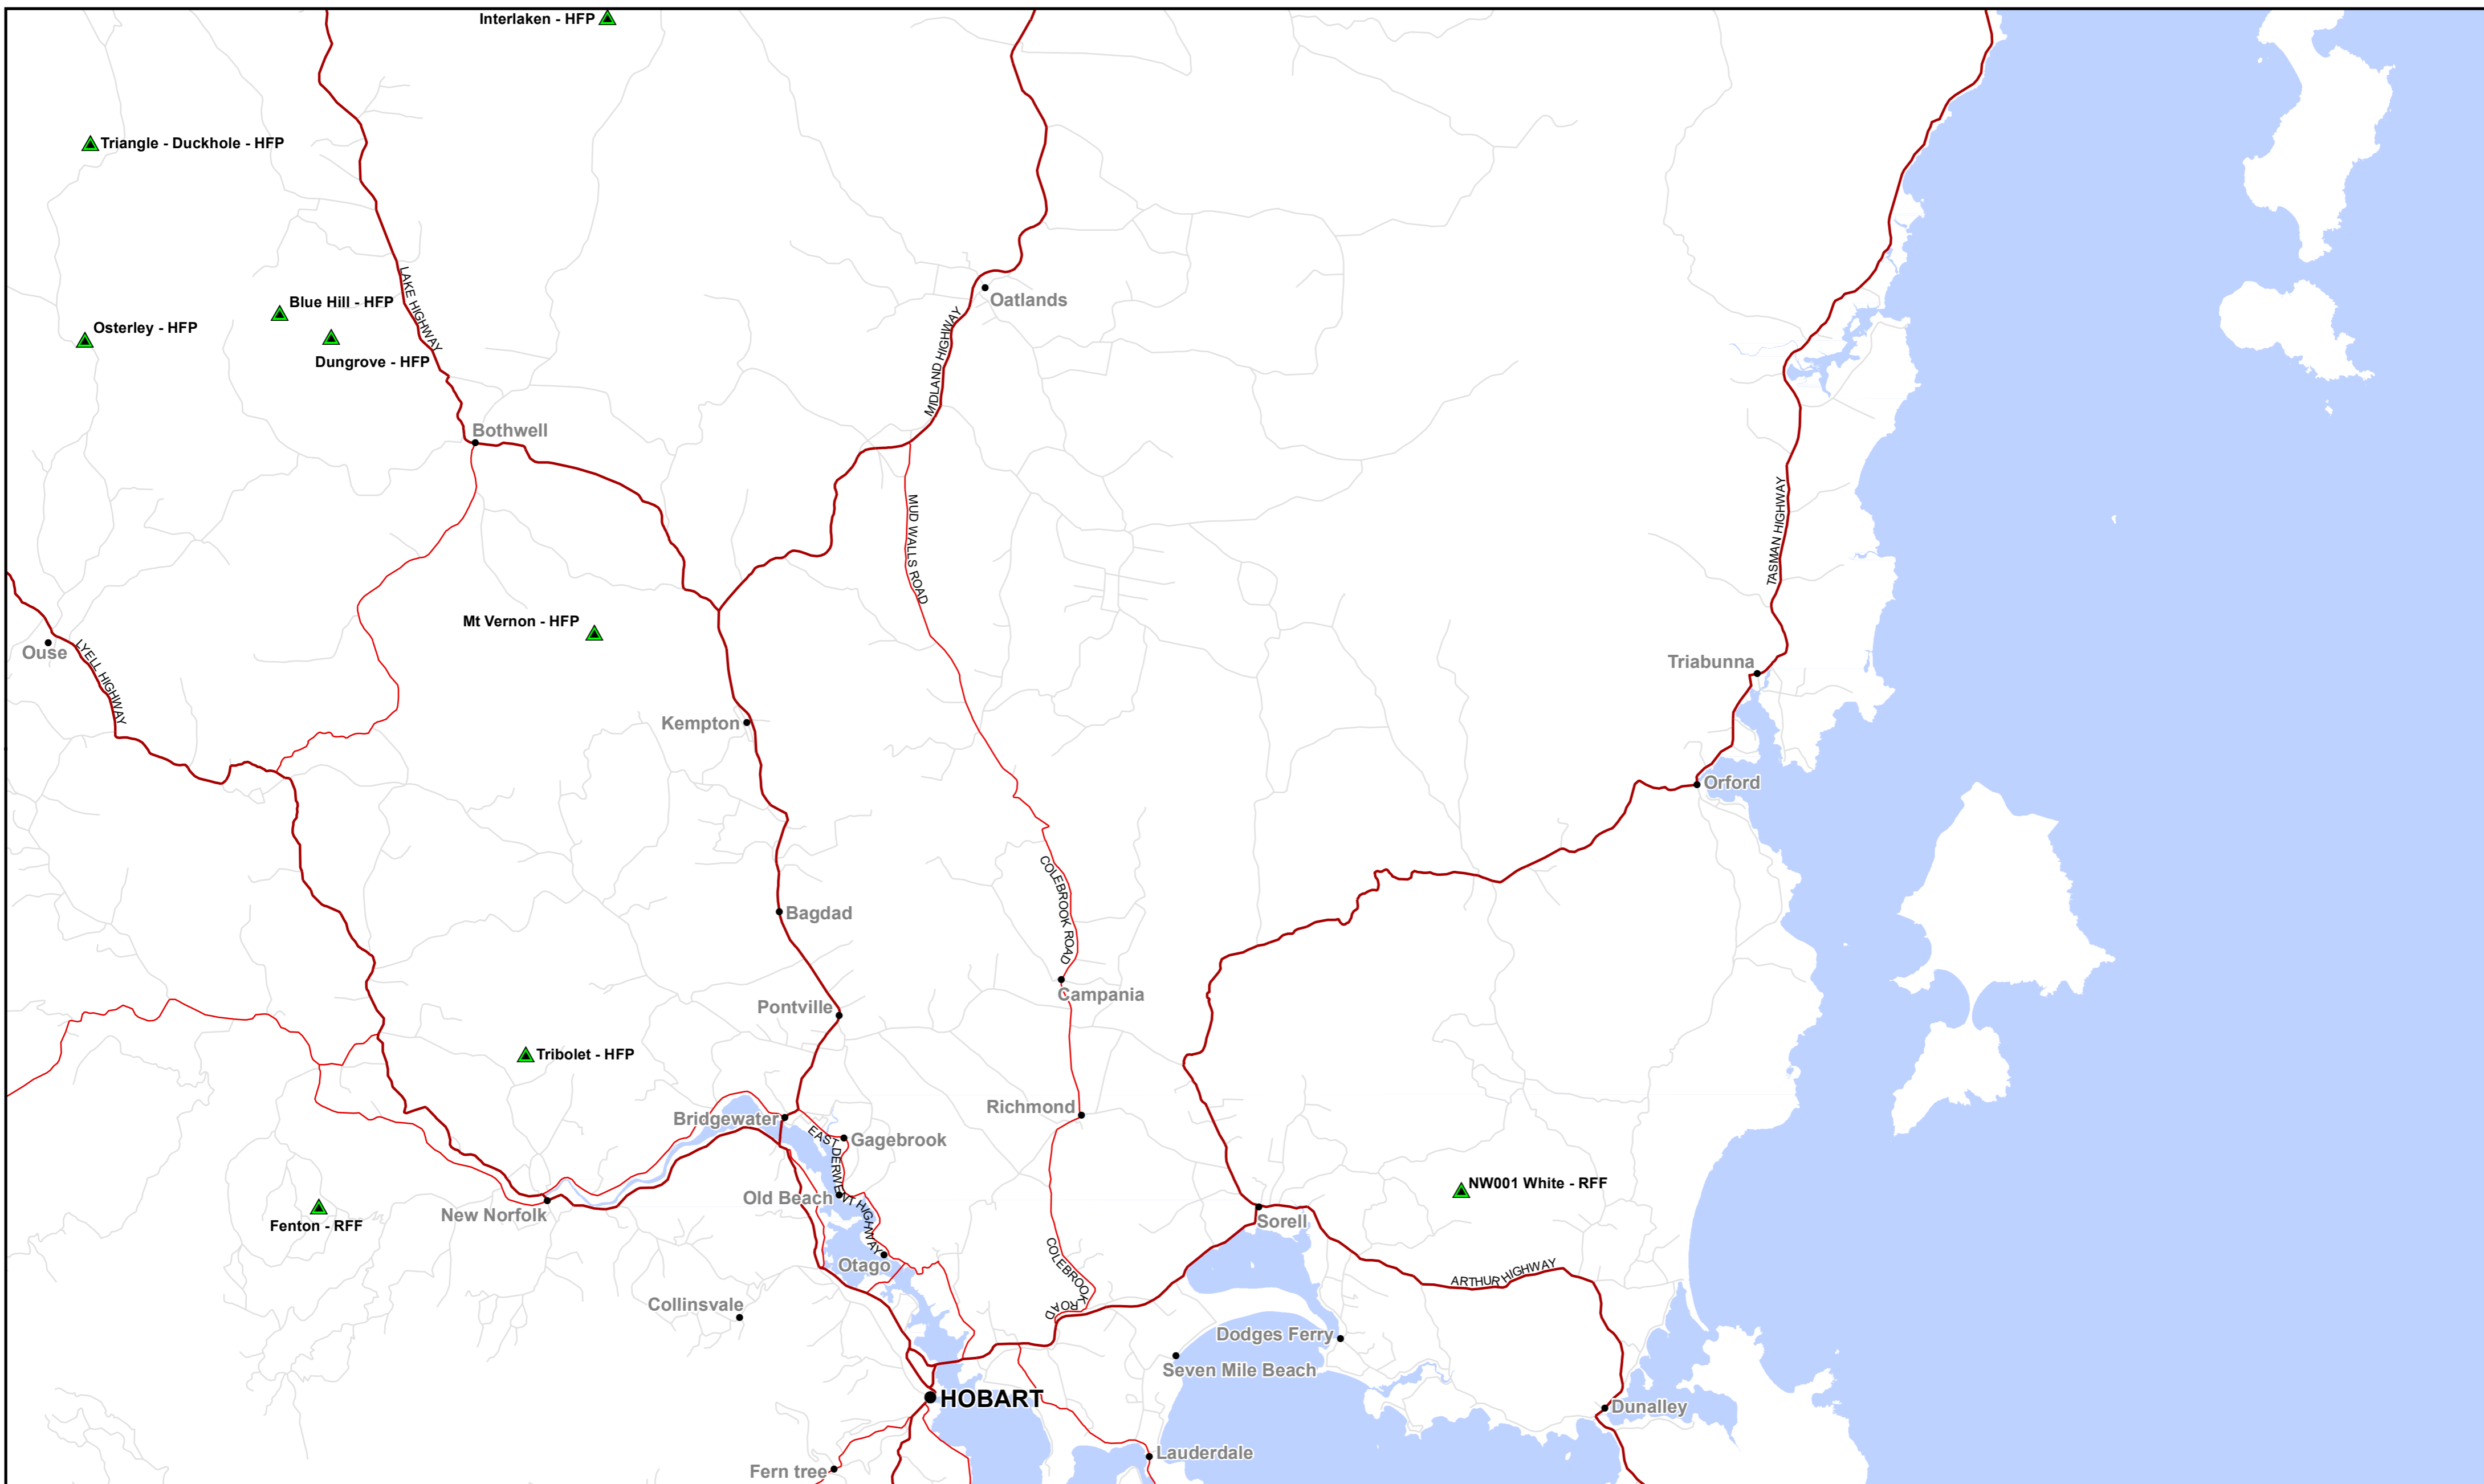 Interlaken - HFP
Triangle - Duckhole - HFP
LAKE HIGHWAY
Blue Hill - HFP
Osterley - HFP
Dungrove - HFP
Oatlands
MIDLAND HIGHWAY
Bothwell
MUD WALLS ROAD
TASMAN HIGHWAY
Mt Vernon - HFP
Ouse
LYELL HIGHWAY
Triabunna
Kempton
Orford
COLEBROOK ROAD
Bagdad
Campania
Pontville
Tribolet - HFP
Richmond
Bridgewater
EAST DERWENT HIGHWAY
Gagebrook
NW001 White - RFF
Old Beach
New Norfolk
Fenton - RFF
Sorell
Otago
COLEBROOK
ROAD
ARTHUR HIGHWAY
Collinsvale
Dodges Ferry
Seven Mile Beach
HOBART
Dunalley
Lauderdale
Fern tree